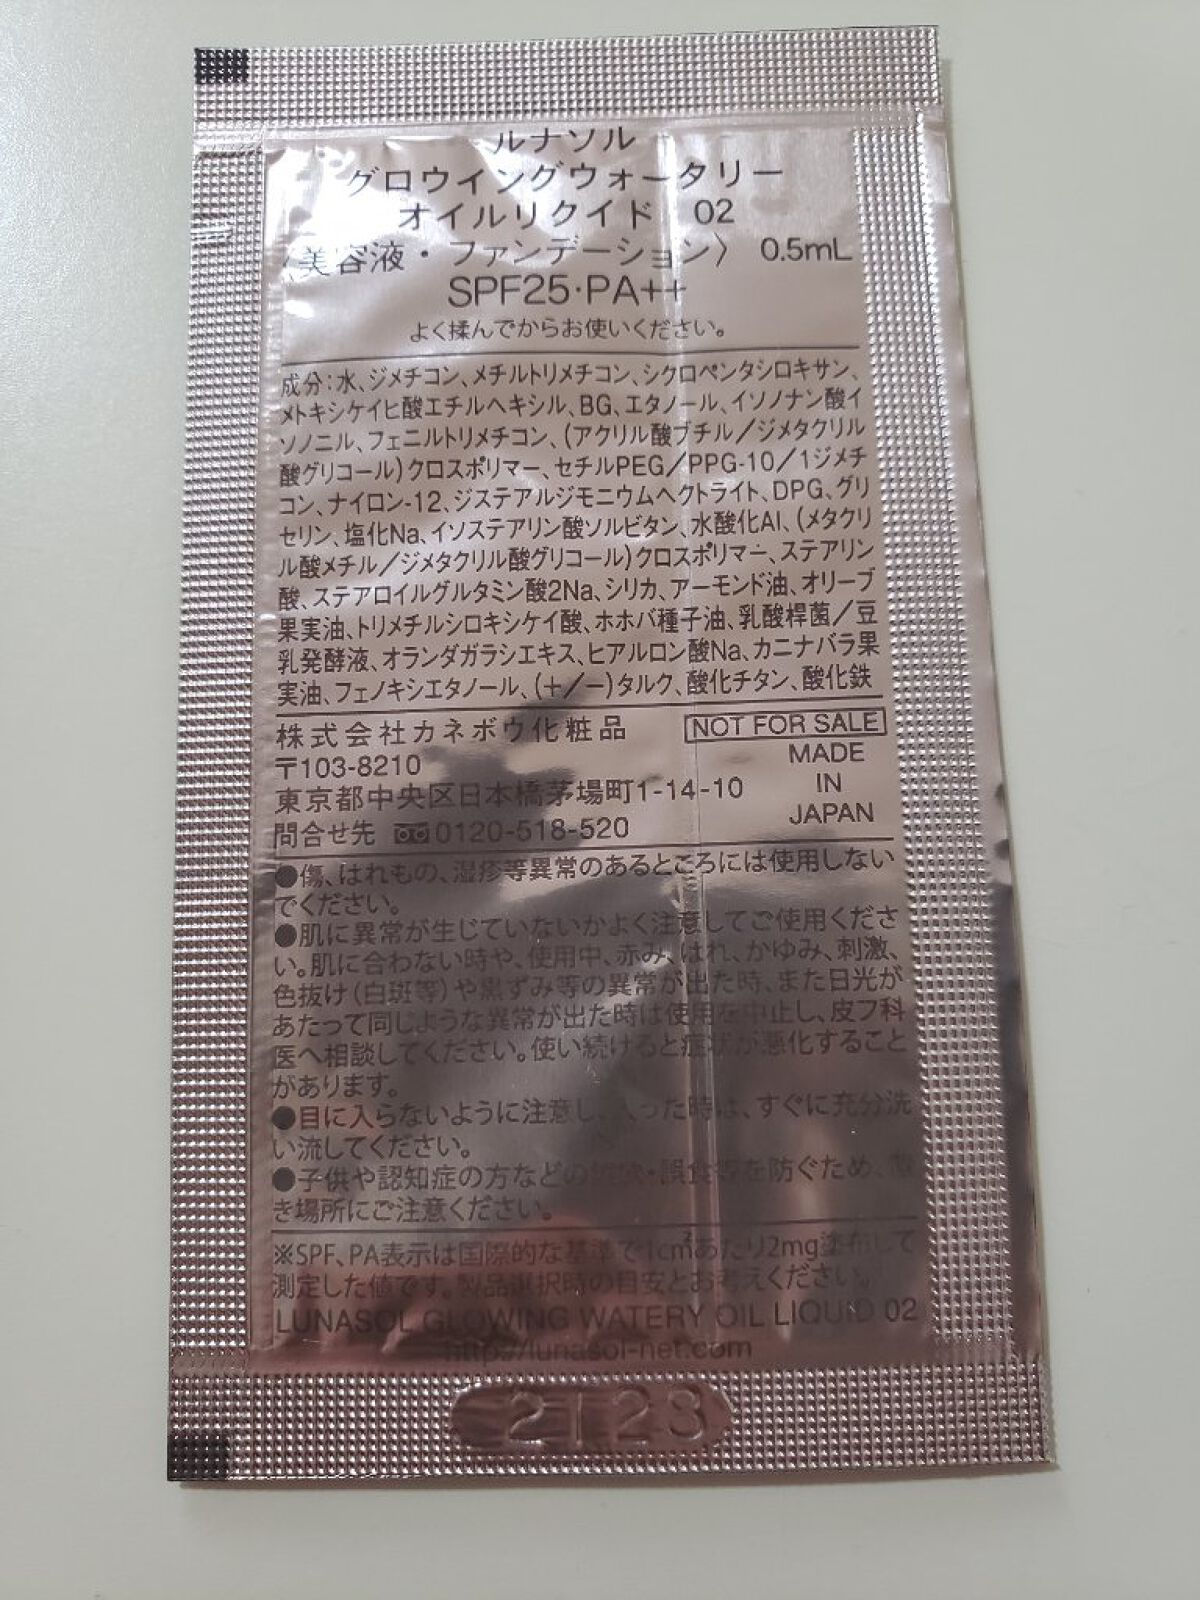 ルナソル
グロウイングウォータリー
オイルリクイド 02
〈美容液・ファンデーション〉 0.5mL
SPF25・PA++
よく揉んでからお使いください。
成分:水、ジメチコン、メチルトリメチコン、シクロペンタシロキサン、
メトキシケイヒ酸エチルヘキシル、BG、エタノール、イソノナン酸イ
ソノニル、フェニルトリメチコン、(アクリル酸ブチル/ジメタクリル
酸グリコール)クロスポリマー、セチルPEG/PPG-10/1ジメチ
コン、ナイロン-12、ジステアルジモニウムヘクトライト、DPG、グリ
セリン、塩化Na、イソステアリン酸ソルビタン、水酸化Al、(メタクリ
ル酸メチル/ジメタクリル酸グリコール)クロスポリマー、ステアリン
酸、ステアロイルグルタミン酸2Na、シリカ、アーモンド油、オリーブ
果実油、トリメチルシロキシケイ酸、ホホバ種子油、乳酸桿菌/豆
乳発酵液、オランダガラシエキス、ヒアルロン酸Na、カニナバラ果
実油、フェノキシエタノール、(+/-)タルク、酸化チタン、酸化鉄
株式会社カネボウ化粧品
〒103-8210
東京都中央区日本橋茅場町1-14-10
問合せ先 0120-518-520
NOT FOR SALE
MADE
IN
JAPAN
●傷、はれもの、湿疹等異常のあるところには使用しない
でください。
●肌に異常が生じていないかよく注意してご使用くださ
い。肌に合わない時や、使用中、赤み、はれ、かゆみ、刺激、
色抜け(白斑等)や黒ずみ等の異常が出た時、また日光が
あたって同じような異常が出た時は使用を中止し、皮フ科
医へ相談してください。使い続けると症状が悪化すること
があります。
●目に入らないように注意し、入った時は、すぐに充分洗
い流してください。
●子供や認知症の方などの・誤食等を防ぐため、置
き場所にご注意ください。
※SPF、PA表示は国際的な基準で1cm²あたり2mg塗布して
測定した値です。製品選択時の目安とお考えください。
LUNASOL GLOWING WATERY OIL LIQUID 02
http://lunasol-net.com
2123